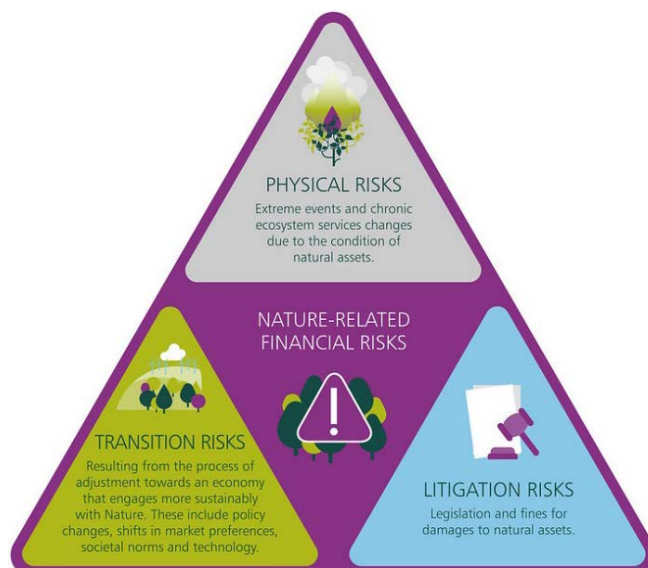 PHYSICAL RISKS
Extreme events and chronic
ecosystem services changes
due to the condition of
natural assets.
NATURE-RELATED
FINANCIAL RISKS
TRANSITION RISKS
Resulting from the process of
adjustment towards an economy
that engages more sustainably
with Nature. These include policy
changes, shifts in market preferences,
societal norms and technology.
LITIGATION RISKS
Legislation and fines for
damages to natural assets.